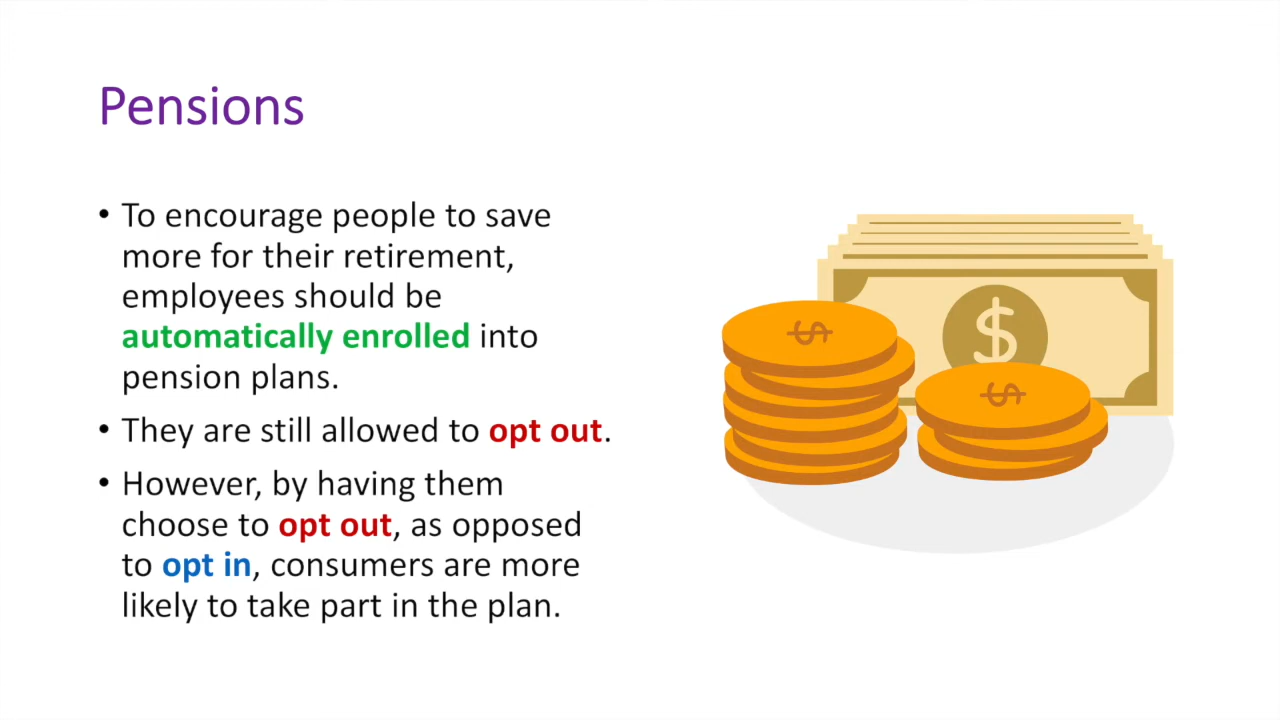 Pensions
• To encourage people to save
more for their retirement,
employees should be
automatically enrolled into
pension plans.
• They are still allowed to opt out.
• However, by having them
choose to opt out, as opposed
to opt in, consumers are more
likely to take part in the plan.
$
$
$